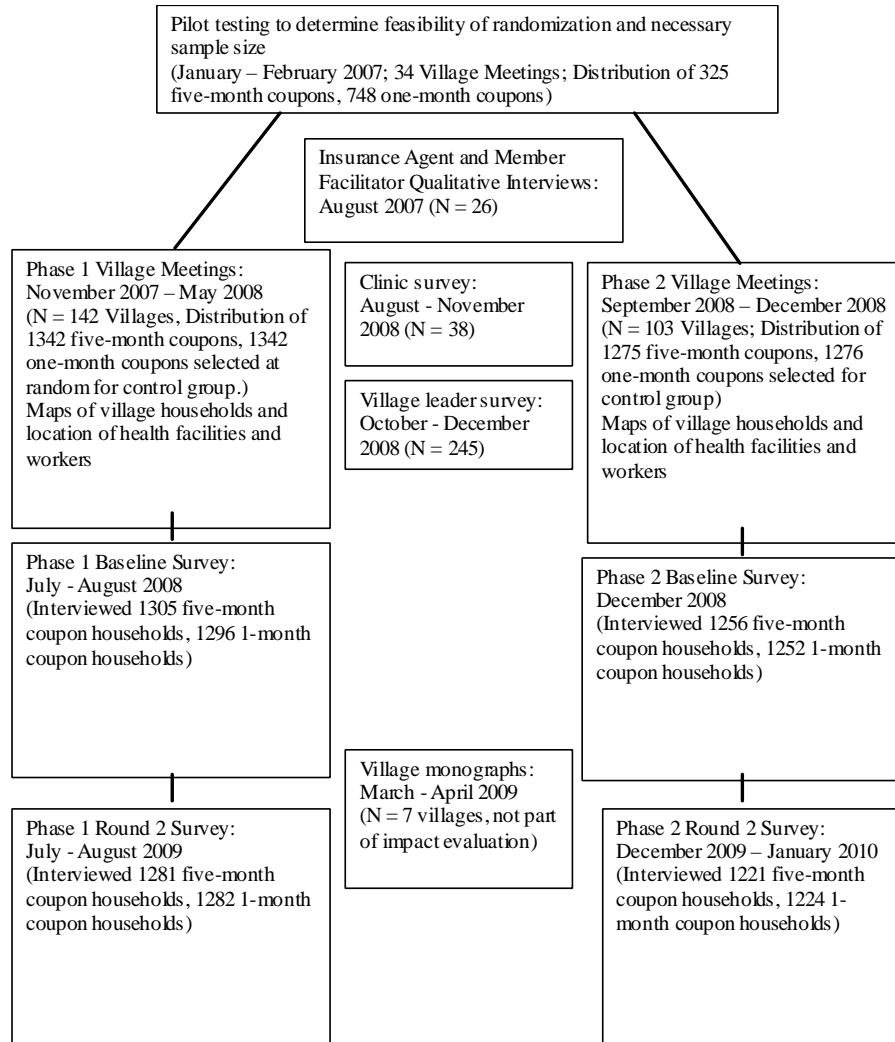 Pilot testing to determine feasibility of randomization and necessary
sample size
(January – February 2007; 34 Village Meetings; Distribution of 325
five-month coupons, 748 one-month coupons)
Insurance Agent and Member
Facilitator Qualitative Interviews:
August 2007 (N = 26)
Phase 1 Village Meetings:
November 2007 – May 2008
(N = 142 Villages, Distribution of
1342 five-month coupons, 1342
one-month coupons selected at
random for control group.)
Maps of village households and
location of health facilities and
workers
Clinic survey:
August - November
2008 (N = 38)
Village leader survey:
October - December
2008 (N = 245)
Phase 2 Village Meetings:
September 2008 – December 2008
(N = 103 Villages; Distribution of
1275 five-month coupons, 1276
one-month coupons selected for
control group)
Maps of village households and
location of health facilities and
workers
Phase 1 Baseline Survey:
July - August 2008
(Interviewed 1305 five-month
coupon households, 1296 1-month
coupon households)
Phase 2 Baseline Survey:
December 2008
(Interviewed 1256 five-month
coupon households, 1252 1-month
coupon households)
Village monographs:
March - April 2009
(N = 7 villages, not part
of impact evaluation)
Phase 1 Round 2 Survey:
July - August 2009
(Interviewed 1281 five-month
coupon households, 1282 1-month
coupon households)
Phase 2 Round 2 Survey:
December 2009 – January 2010
(Interviewed 1221 five-month
coupon households, 1224 1-
month coupon households)